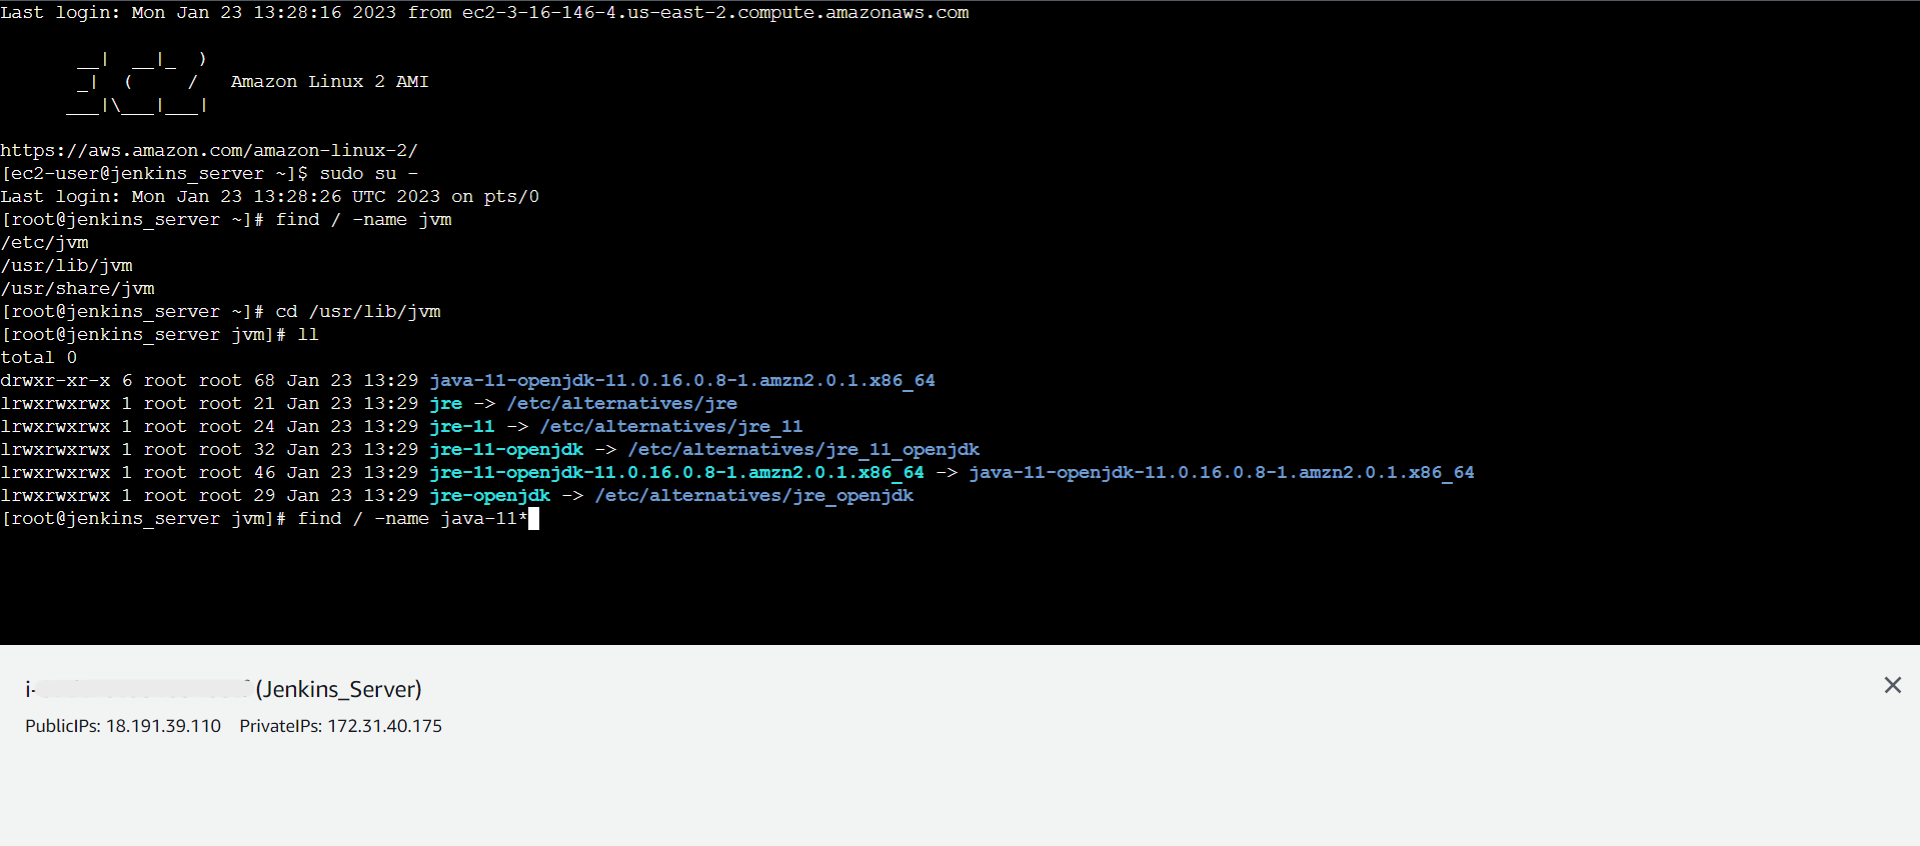 Last login: Mon Jan 23 13:28:16 2023 from ec2-3-16-146-4.us-east-2.compute.amazonaws.com
       __|  __|_  )
       _|  (     /   Amazon Linux 2 AMI
      ___|\___|___|
https://aws.amazon.com/amazon-linux-2/
[ec2-user@jenkins_server ~]$ sudo su -
Last login: Mon Jan 23 13:28:26 UTC 2023 on pts/0
[root@jenkins_server ~]# find / -name jvm
/etc/jvm
/usr/lib/jvm
/usr/share/jvm
[root@jenkins_server ~]# cd /usr/lib/jvm
[root@jenkins_server jvm]# ll
total 0
drwxr-xr-x 6 root root 68 Jan 23 13:29 java-11-openjdk-11.0.16.0.8-1.amzn2.0.1.x86_64
lrwxrwxrwx 1 root root 21 Jan 23 13:29 jre -> /etc/alternatives/jre
lrwxrwxrwx 1 root root 24 Jan 23 13:29 jre-11 -> /etc/alternatives/jre_11
lrwxrwxrwx 1 root root 32 Jan 23 13:29 jre-11-openjdk -> /etc/alternatives/jre_11_openjdk
lrwxrwxrwx 1 root root 46 Jan 23 13:29 jre-11-openjdk-11.0.16.0.8-1.amzn2.0.1.x86_64 -> java-11-openjdk-11.0.16.0.8-1.amzn2.0.1.x86_64
lrwxrwxrwx 1 root root 29 Jan 23 13:29 jre-openjdk -> /etc/alternatives/jre_openjdk
[root@jenkins_server jvm]# find / -name java-11*
i- (Jenkins_Server)
PublicIPs: 18.191.39.110 PrivateIPs: 172.31.40.175